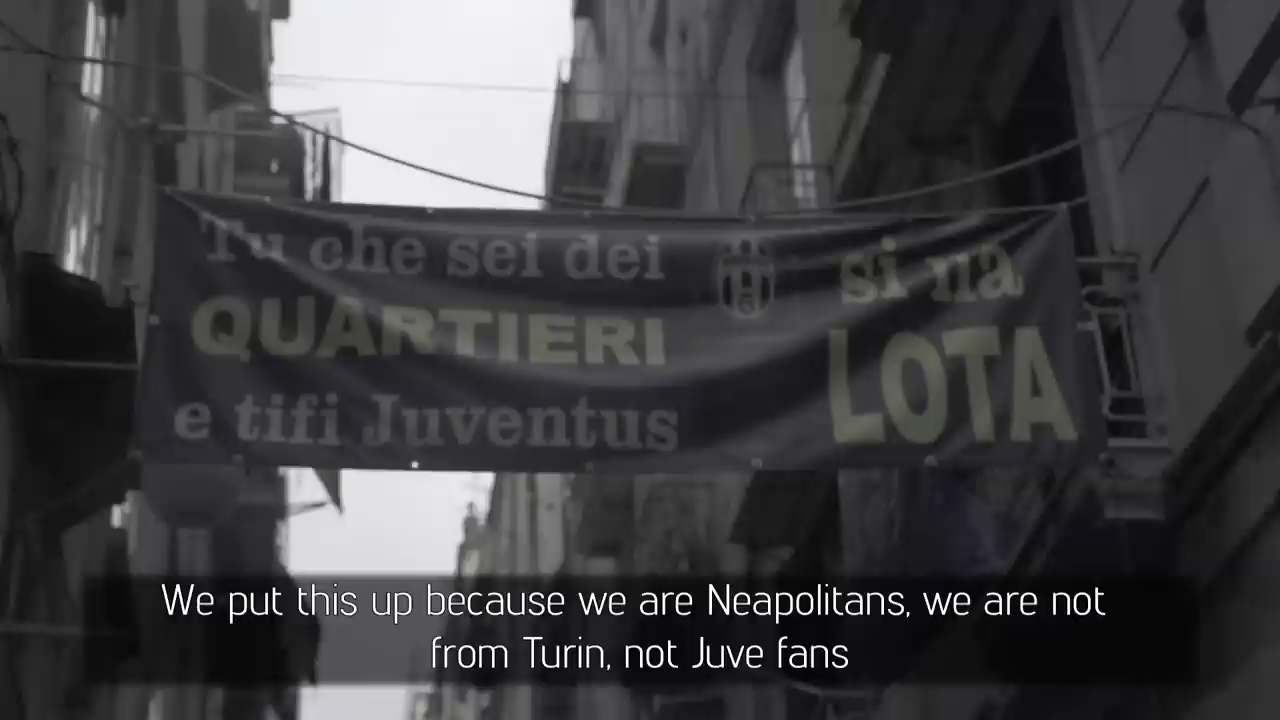 Tu che sei dei
QUARTIERI
e tifi Juventus
si na
LOTA
We put this up because we are Neapolitans, we are not
from Turin, not Juve fans